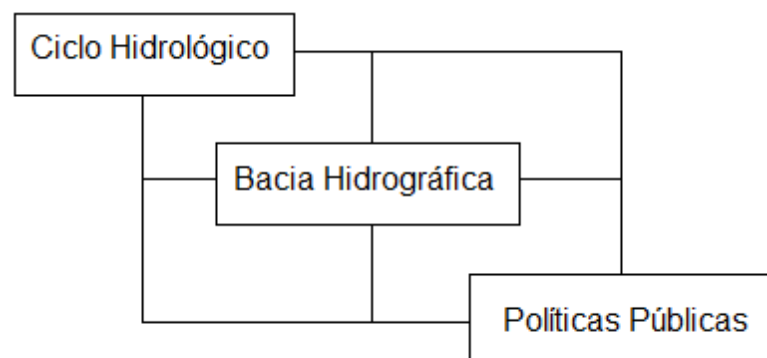 Ciclo Hidrológico
Bacia Hidrográfica
Políticas Públicas